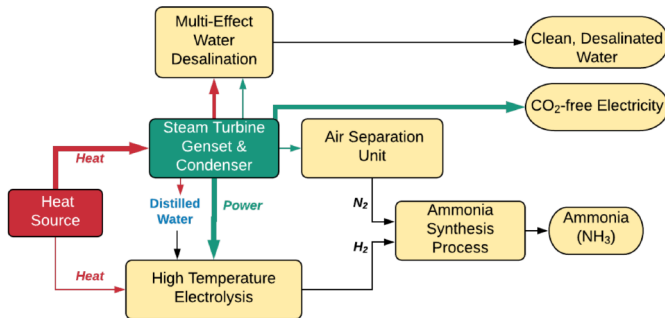 Multi-Effect
Water
Desalination
Clean, Desalinated
Water
CO₂-free Electricity
Steam Turbine
Genset &
Condenser
Air Separation
Unit
Heat
Heat
Source
Distilled
Water
Power
N₂
Ammonia
Synthesis
Process
Ammonia
(NH₃)
H₂
Heat
High Temperature
Electrolysis